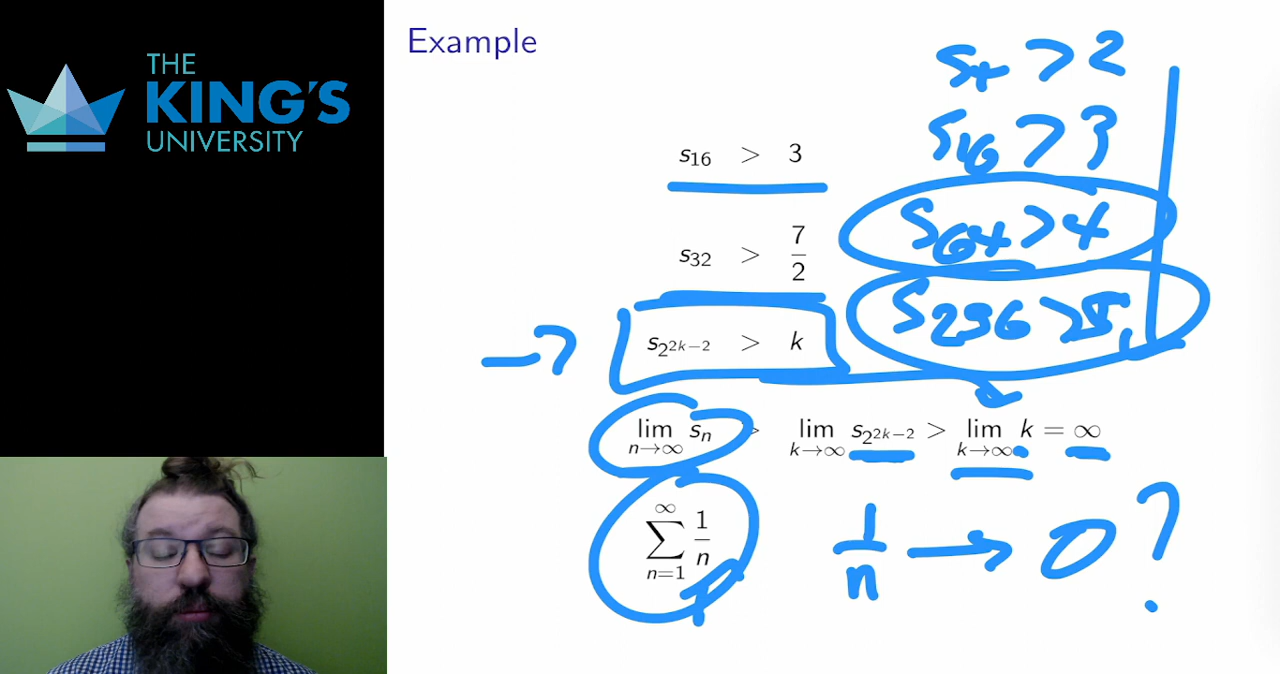 THE
KING'S
UNIVERSITY
Example
s₁₆ > 3
s₃₂ > 7/2
s_{2^{2k−2}} > k
lim_{n→∞} s_n > lim_{k→∞} s_{2^{2k−2}} > lim_{k→∞} k = ∞
∑_{n=1}^{∞} 1/n
s₄ > 2
s₁₆ > 3
s₆₄ > 4
s₂₅₆ > 5
1/n → 0 ?